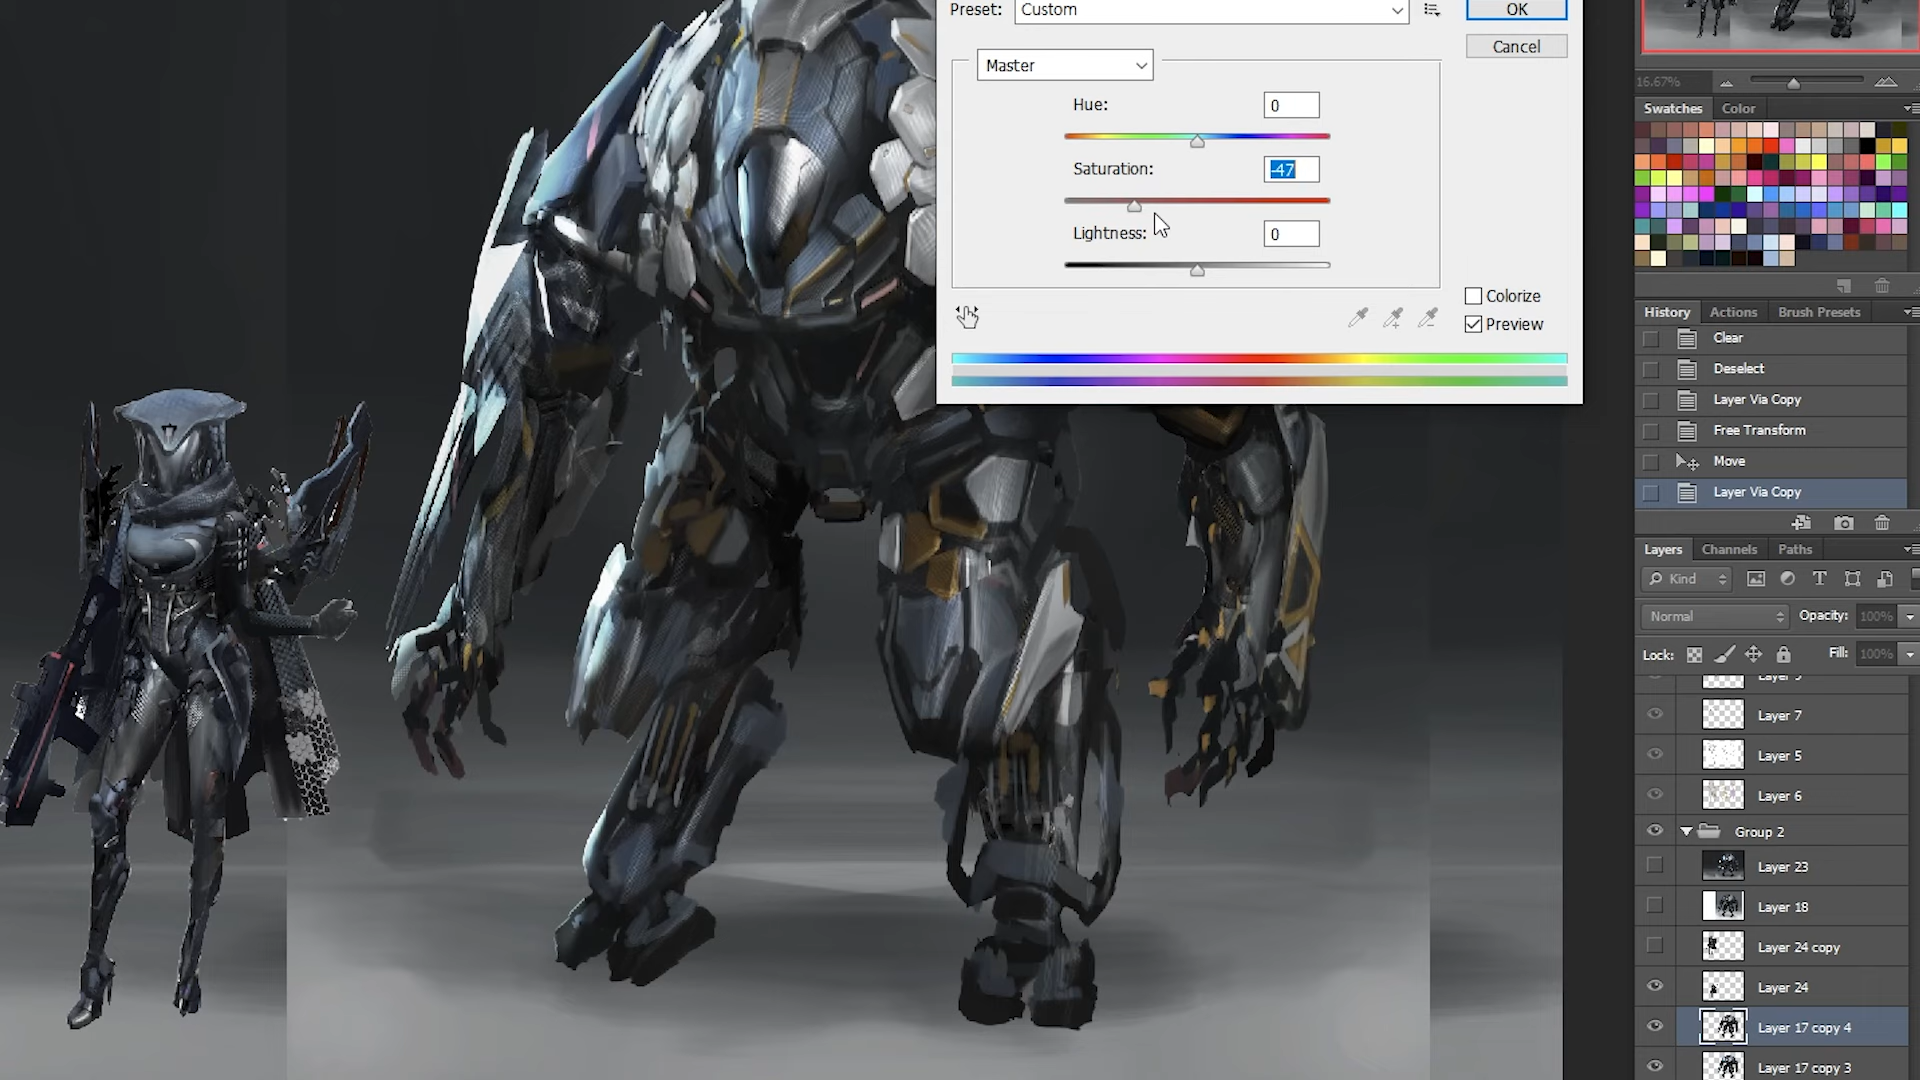 Preset: Custom
OK
Cancel
Master
Hue: 0
Saturation: -47
Lightness: 0
Colorize
Preview
16.67%
Swatches Color
History Actions Brush Presets
Clear
Deselect
Layer Via Copy
Free Transform
Move
Layer Via Copy
Layers Channels Paths
Kind
Normal Opacity: 100%
Lock: Fill: 100%
Layer 7
Layer 5
Layer 6
Group 2
Layer 23
Layer 18
Layer 24 copy
Layer 24
Layer 17 copy 4
Layer 17 copy 3